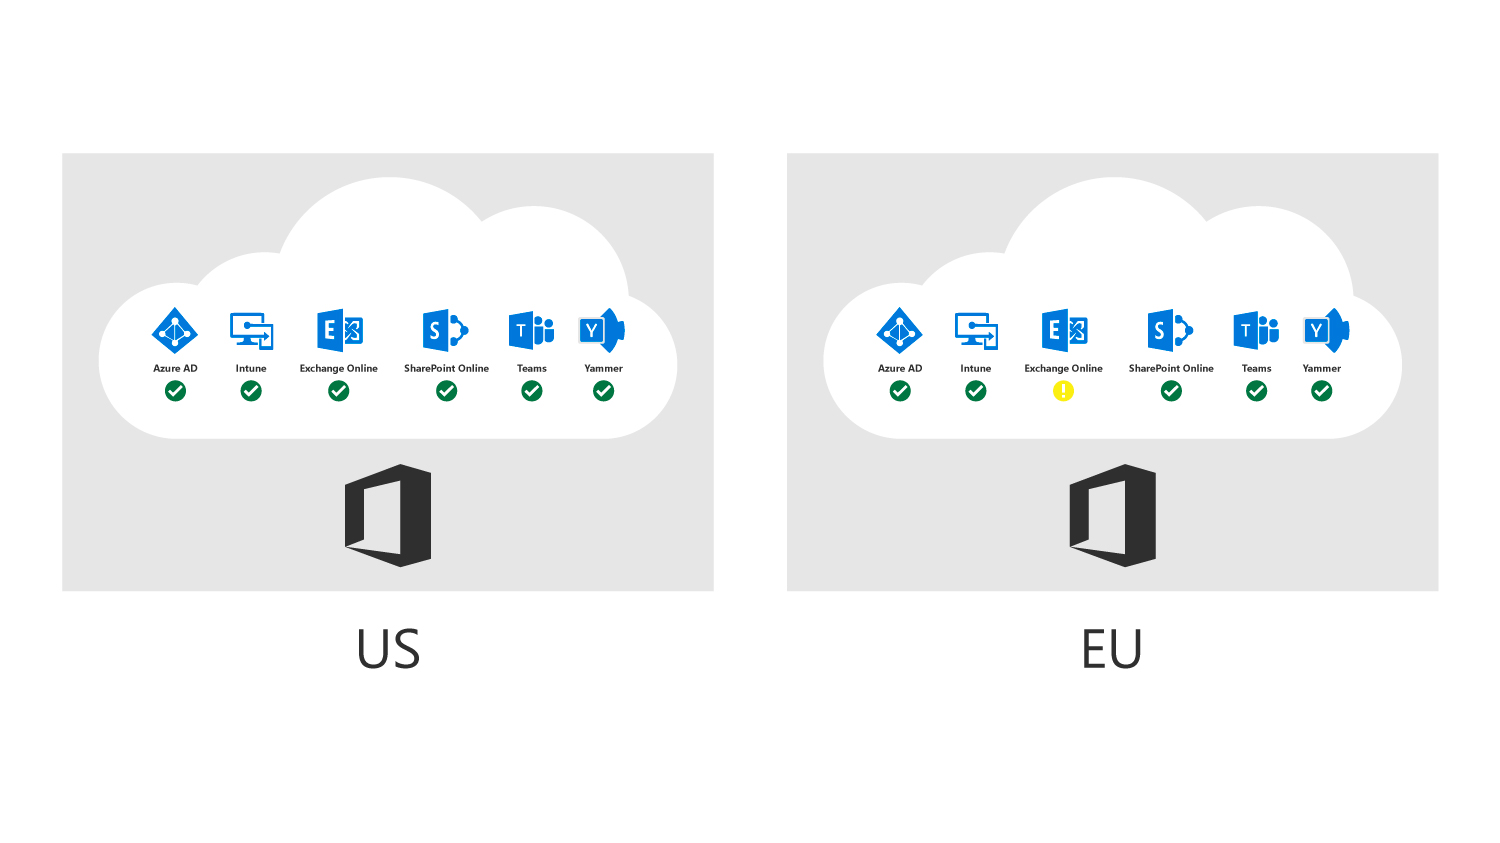 E
S
T
Y
Azure AD
Intune
Exchange Online
SharePoint Online
Teams
Yammer
US
E
S
T
Y
Azure AD
Intune
Exchange Online
SharePoint Online
Teams
Yammer
!
EU